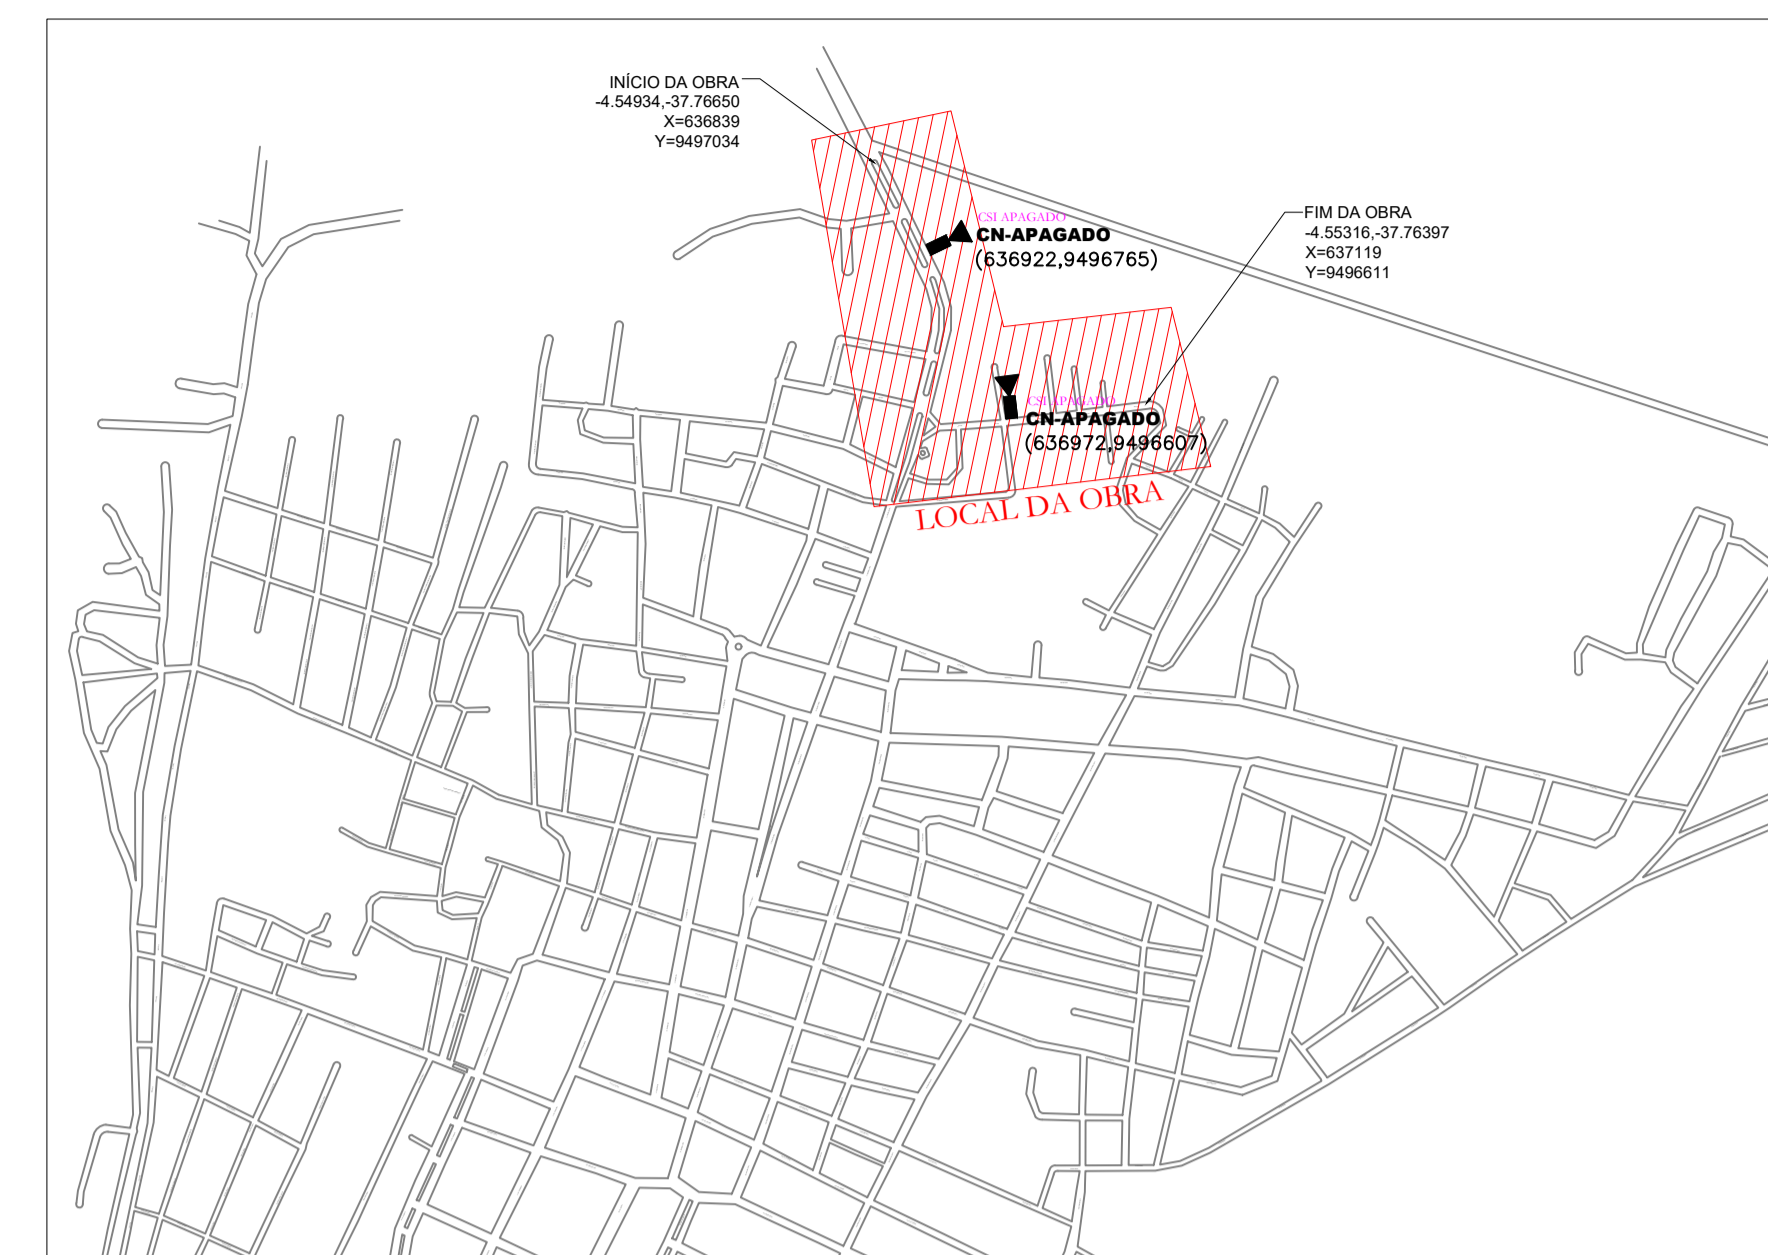 INÍCIO DA OBRA
-4.54934,-37.76650
X=636839
Y=9497034
CSI APAGADO
CN-APAGADO
(636922,9496765)
FIM DA OBRA
-4.55316,-37.76397
X=637119
Y=9496611
CSI APAGADO
CN-APAGADO
(636972,9496607)
LOCAL DA OBRA